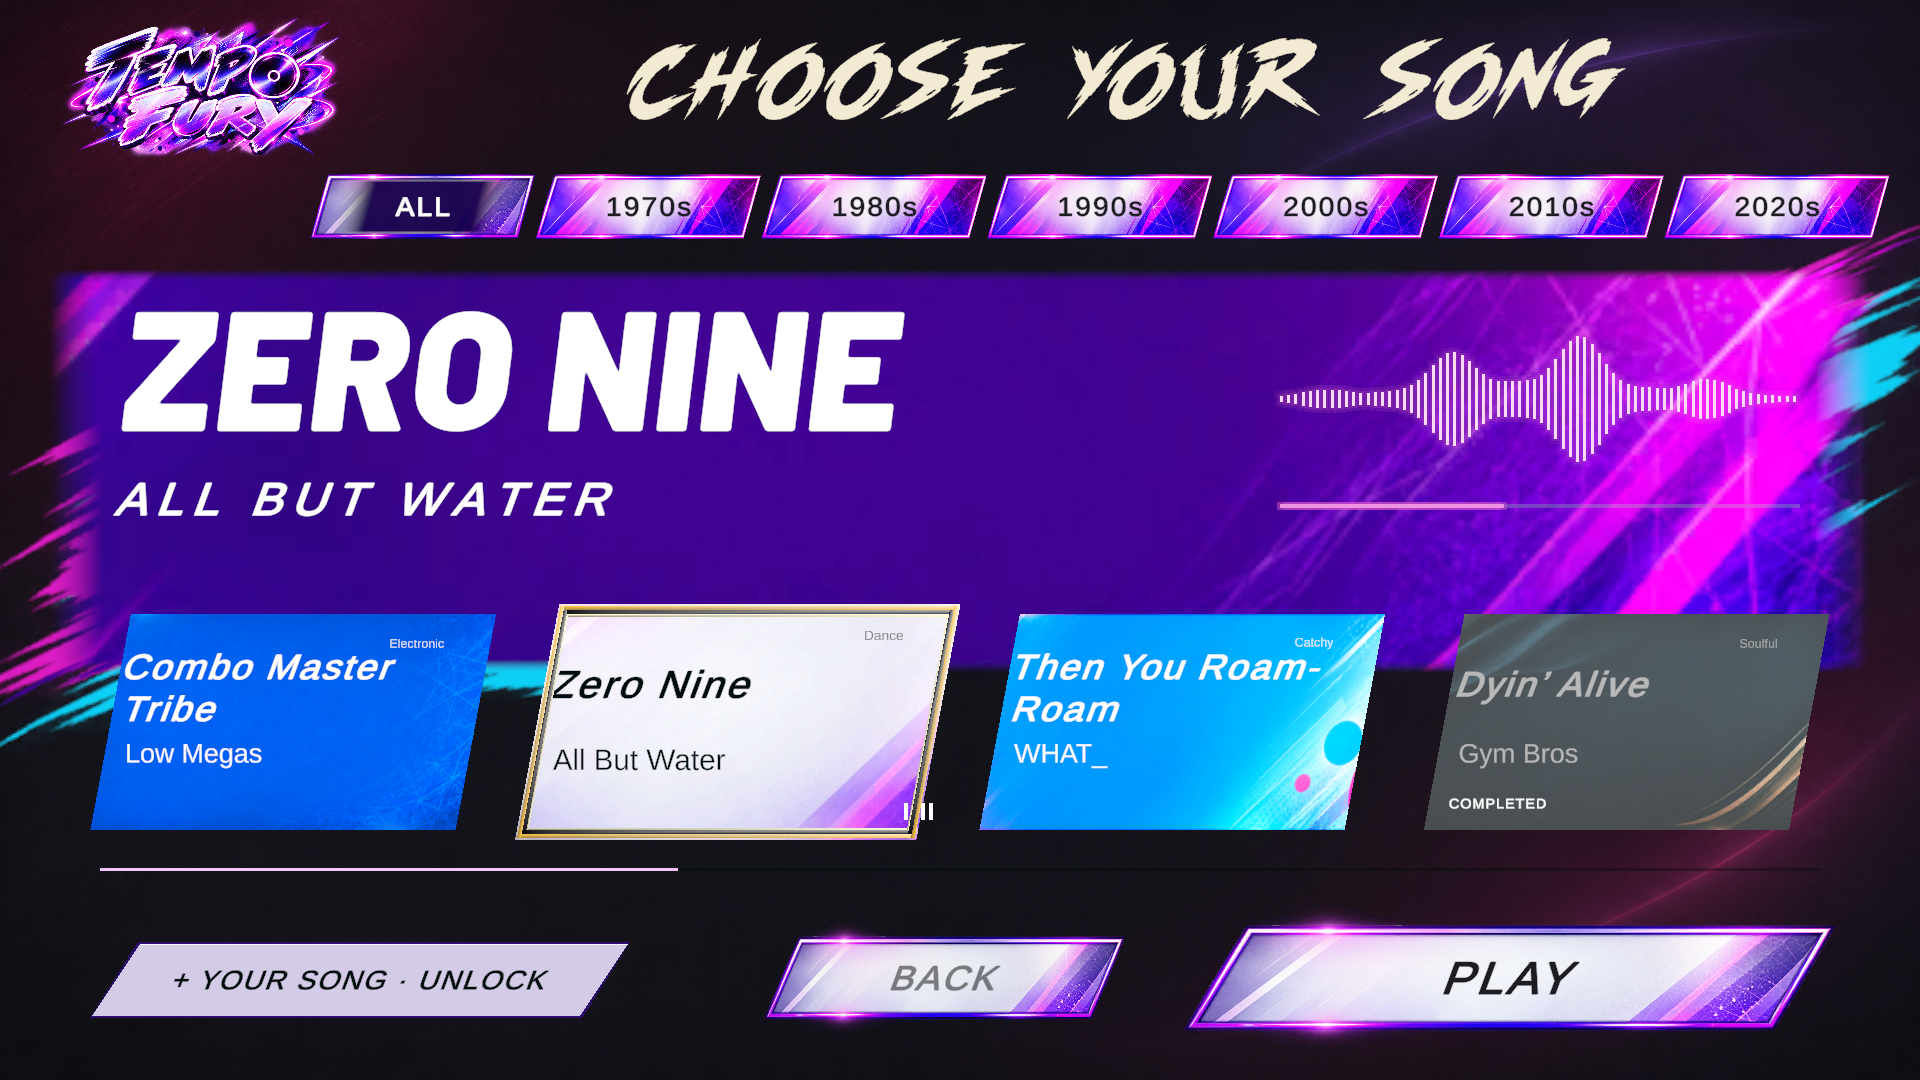 TEMPO
FURY
CHOOSE YOUR SONG
ALL
1970s
1980s
1990s
2000s
2010s
2020s
ZERO NINE
ALL BUT WATER
Electronic
Combo Master
Tribe
Low Megas
Dance
Zero Nine
All But Water
Catchy
Then You Roam-
Roam
WHAT_
Soulful
Dyin’ Alive
Gym Bros
COMPLETED
+ YOUR SONG · UNLOCK
BACK
PLAY